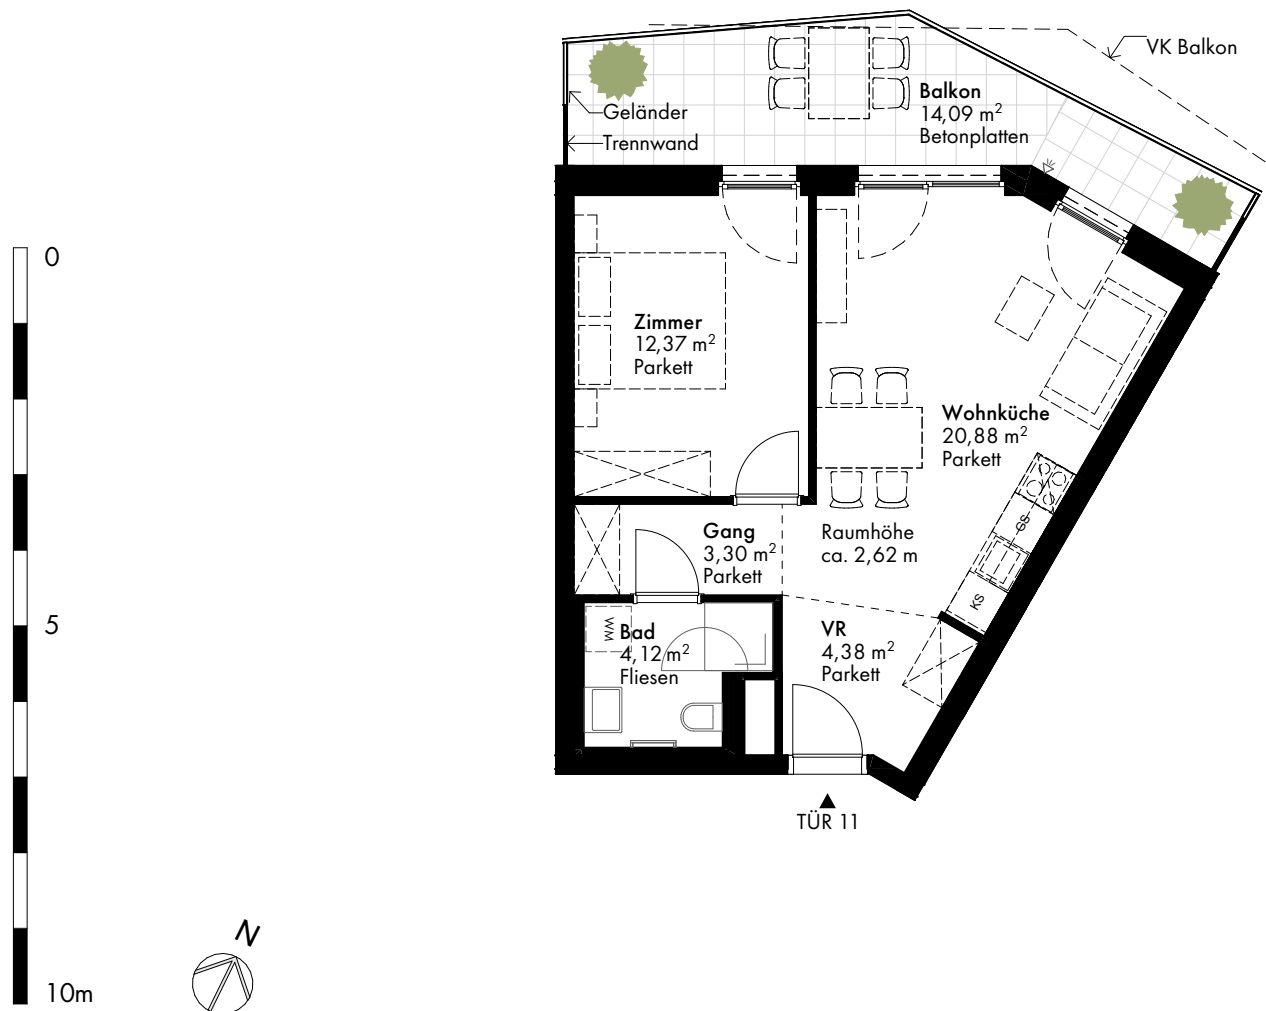 VK Balkon
Balkon
14,09 m²
Betonplatten
Geländer
Trennwand
0
Zimmer
12,37 m²
Parkett
Wohnküche
20,88 m²
Parkett
GS
Gang
3,30 m²
Parkett
Raumhöhe
ca. 2,62 m
KS
5
WM
Bad
4,12 m²
Fliesen
VR
4,38 m²
Parkett
TÜR 11
N
10m